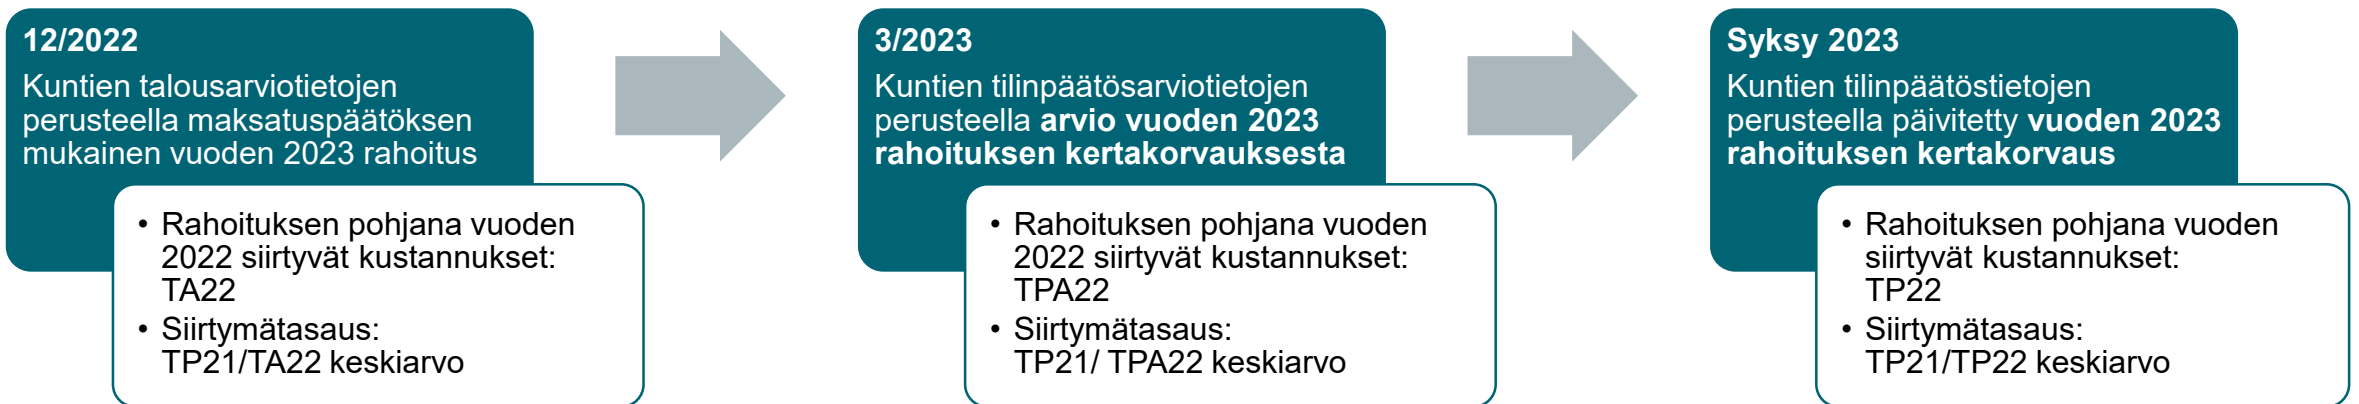 12/2022
Kuntien talousarviotietojen
perusteella maksatuspäätöksen
mukainen vuoden 2023 rahoitus
• Rahoituksen pohjana vuoden
2022 siirtyvät kustannukset:
TA22
• Siirtymätasaus:
TP21/TA22 keskiarvo
3/2023
Kuntien tilinpäätösarviotietojen
perusteella arvio vuoden 2023
rahoituksen kertakorvauksesta
• Rahoituksen pohjana vuoden
2022 siirtyvät kustannukset:
TPA22
• Siirtymätasaus:
TP21/ TPA22 keskiarvo
Syksy 2023
Kuntien tilinpäätöstietojen
perusteella päivitetty vuoden 2023
rahoituksen kertakorvaus
• Rahoituksen pohjana vuoden
siirtyvät kustannukset:
TP22
• Siirtymätasaus:
TP21/TP22 keskiarvo